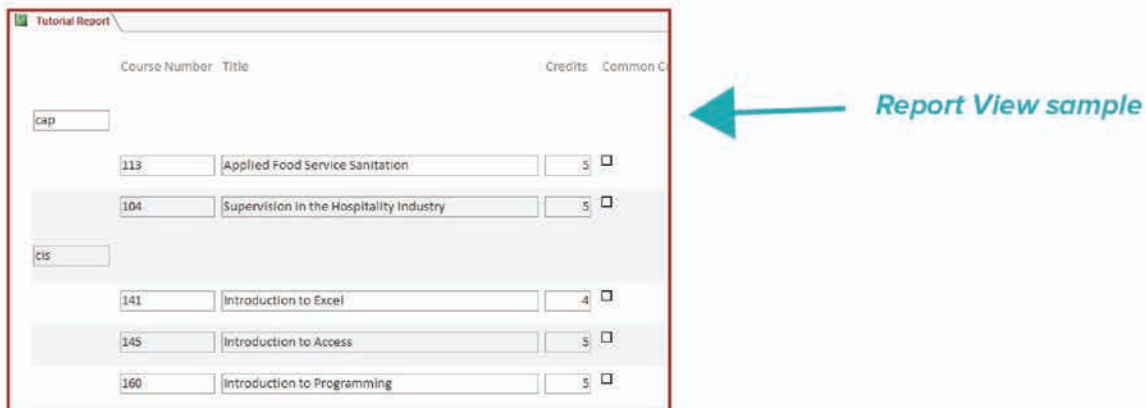 Tutorial Report
Course Number Title Credits Common
Report View sample
cap
113 Applied Food Service Sanitation 5
104 Supervision in the Hospitality Industry 5
cis
141 Introduction to Excel 4
145 Introduction to Access 5
160 Introduction to Programming 5